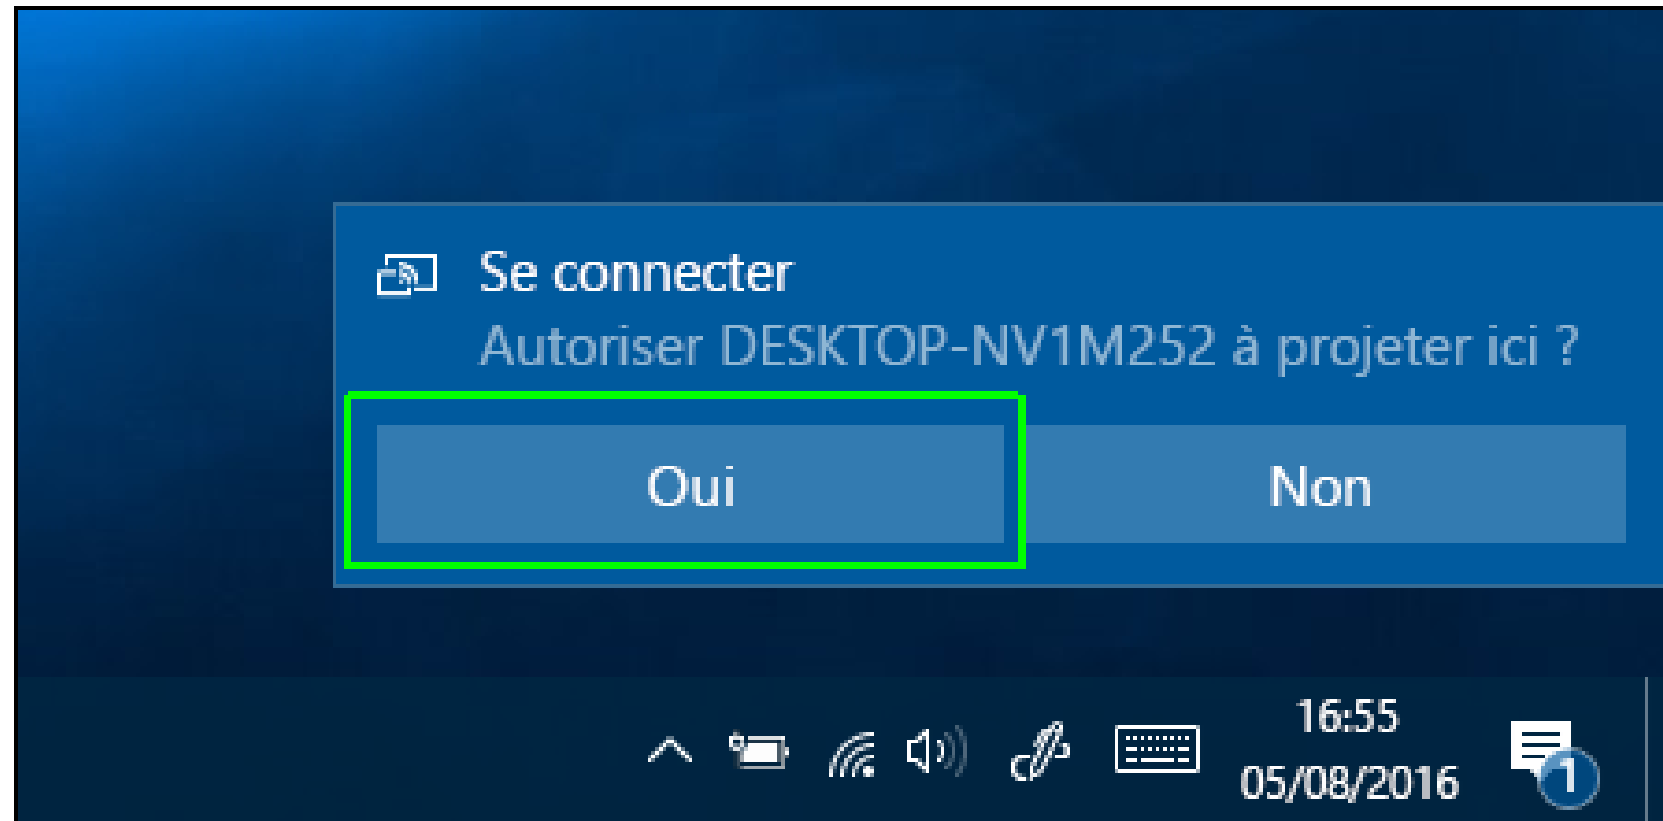 Se connecter
Autoriser DESKTOP-NV1M252 à projeter ici ?
Oui
Non
16:55
05/08/2016
1